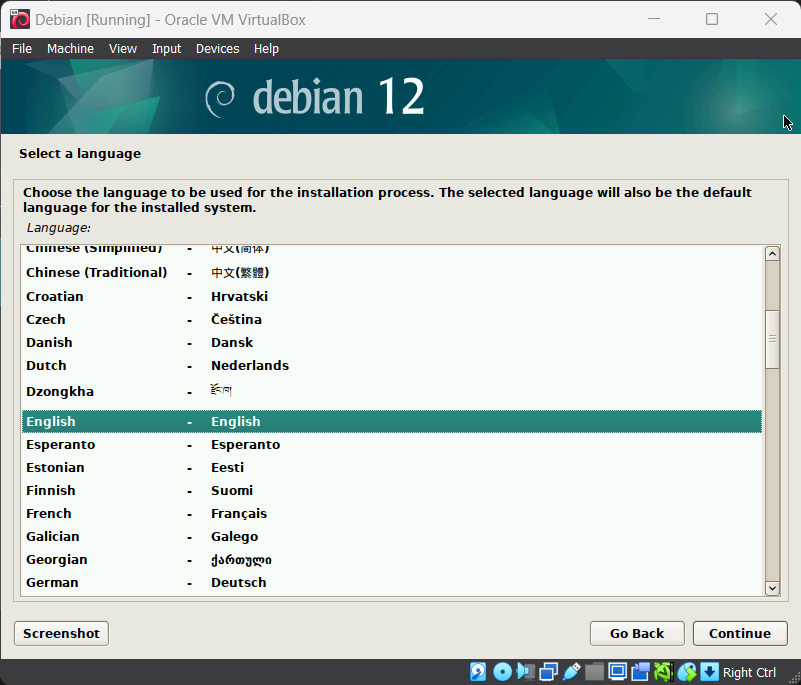 Debian [Running] - Oracle VM VirtualBox
File Machine View Input Devices Help
debian 12
Select a language
Choose the language to be used for the installation process. The selected language will also be the default
language for the installed system.
Language:
Chinese (Simplified) - 中文(简体)
Chinese (Traditional) - 中文(繁體)
Croatian - Hrvatski
Czech - Čeština
Danish - Dansk
Dutch - Nederlands
Dzongkha - རྫོང་ཁ།
English - English
Esperanto - Esperanto
Estonian - Eesti
Finnish - Suomi
French - Français
Galician - Galego
Georgian - ქართული
German - Deutsch
Screenshot Go Back Continue
Right Ctrl